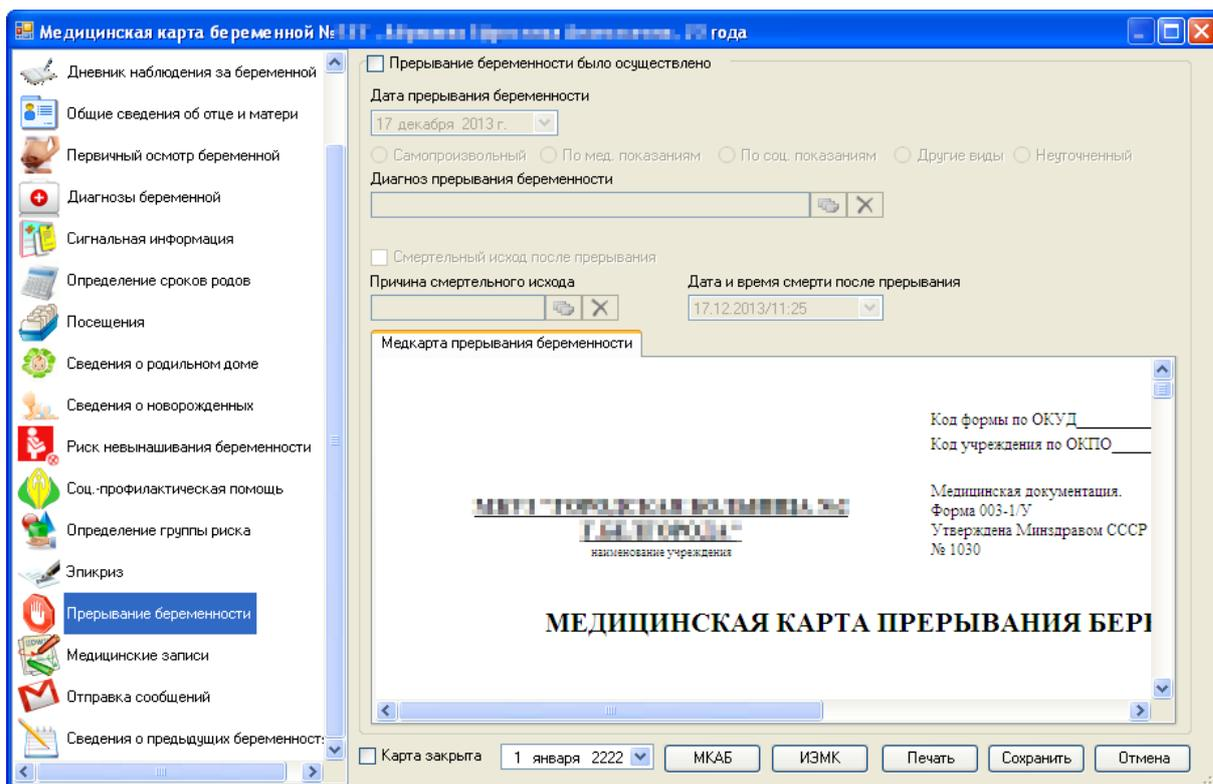 Медицинская карта беременной № года
Дневник наблюдения за беременной
Общие сведения об отце и матери
Первичный осмотр беременной
Диагнозы беременной
Сигнальная информация
Определение сроков родов
Посещения
Сведения о родильном доме
Сведения о новорожденных
Риск невынашивания беременности
Соц.-профилактическая помощь
Определение группы риска
Эпикриз
Прерывание беременности
Медицинские записи
Отправка сообщений
Сведения о предыдущих беременност
Прерывание беременности было осуществлено
Дата прерывания беременности
17 декабря 2013 г.
Самопроизвольный По мед. показаниям По соц. показаниям Другие виды Неуточненный
Диагноз прерывания беременности
Смертельный исход после прерывания
Причина смертельного исхода Дата и время смерти после прерывания
17.12.2013/11:25
Медкарта прерывания беременности
Код формы по ОКУД
Код учреждения по ОКПО
Медицинская документация.
Форма 003-1/У
Утверждена Минздравом СССР
№ 1030
наименование учреждения
МЕДИЦИНСКАЯ КАРТА ПРЕРЫВАНИЯ БЕРЕ
Карта закрыта 1 января 2222 МКАБ ИЭМК Печать Сохранить Отмена